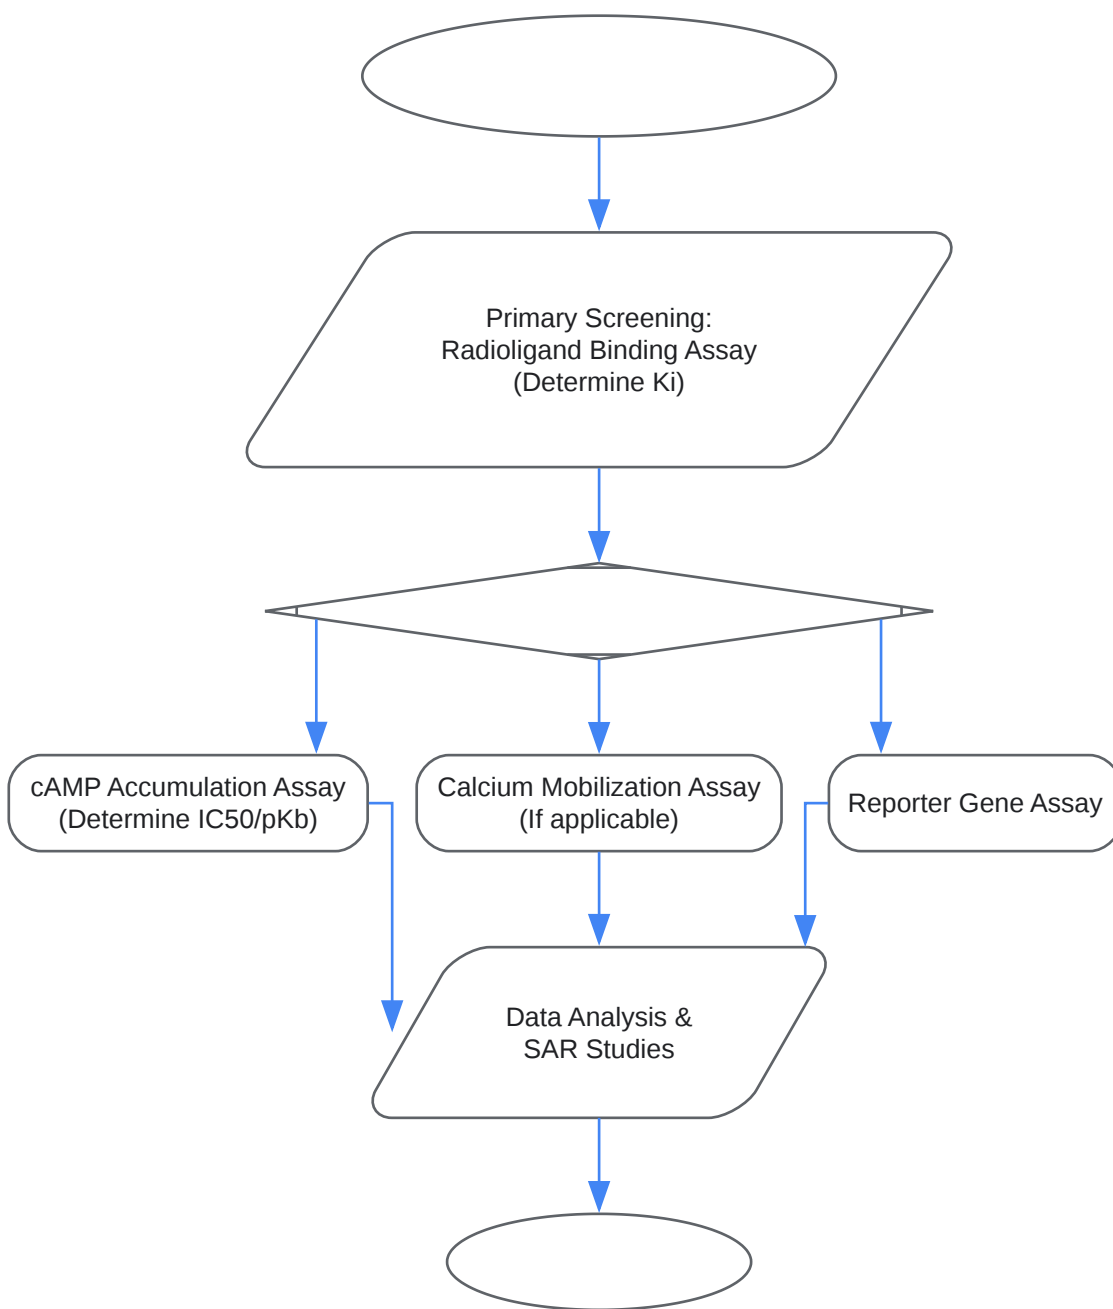 Primary Screening:
Radioligand Binding Assay
(Determine Ki)
cAMP Accumulation Assay
(Determine IC50/pKb)
Calcium Mobilization Assay
(If applicable)
Reporter Gene Assay
Data Analysis &
SAR Studies